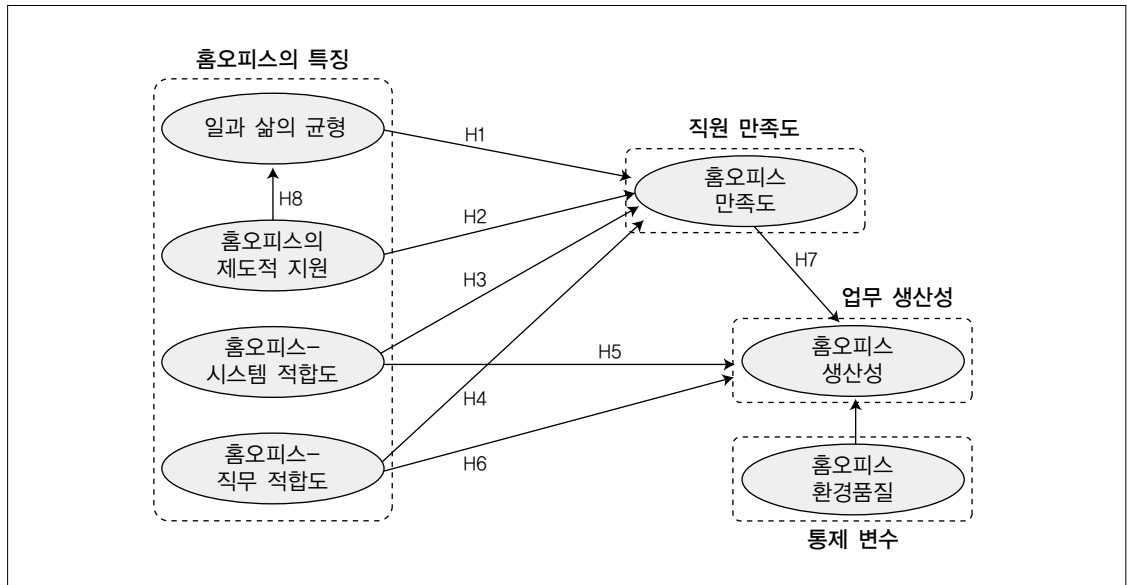 홈오피스의 특징
일과 삶의 균형
H1
직원 만족도
홈오피스
만족도
H8
H2
홈오피스의
제도적 지원
H3
H7
업무 생산성
홈오피스-
시스템 적합도
H5
홈오피스
생산성
H4
홈오피스-
직무 적합도
H6
홈오피스
환경품질
통제 변수